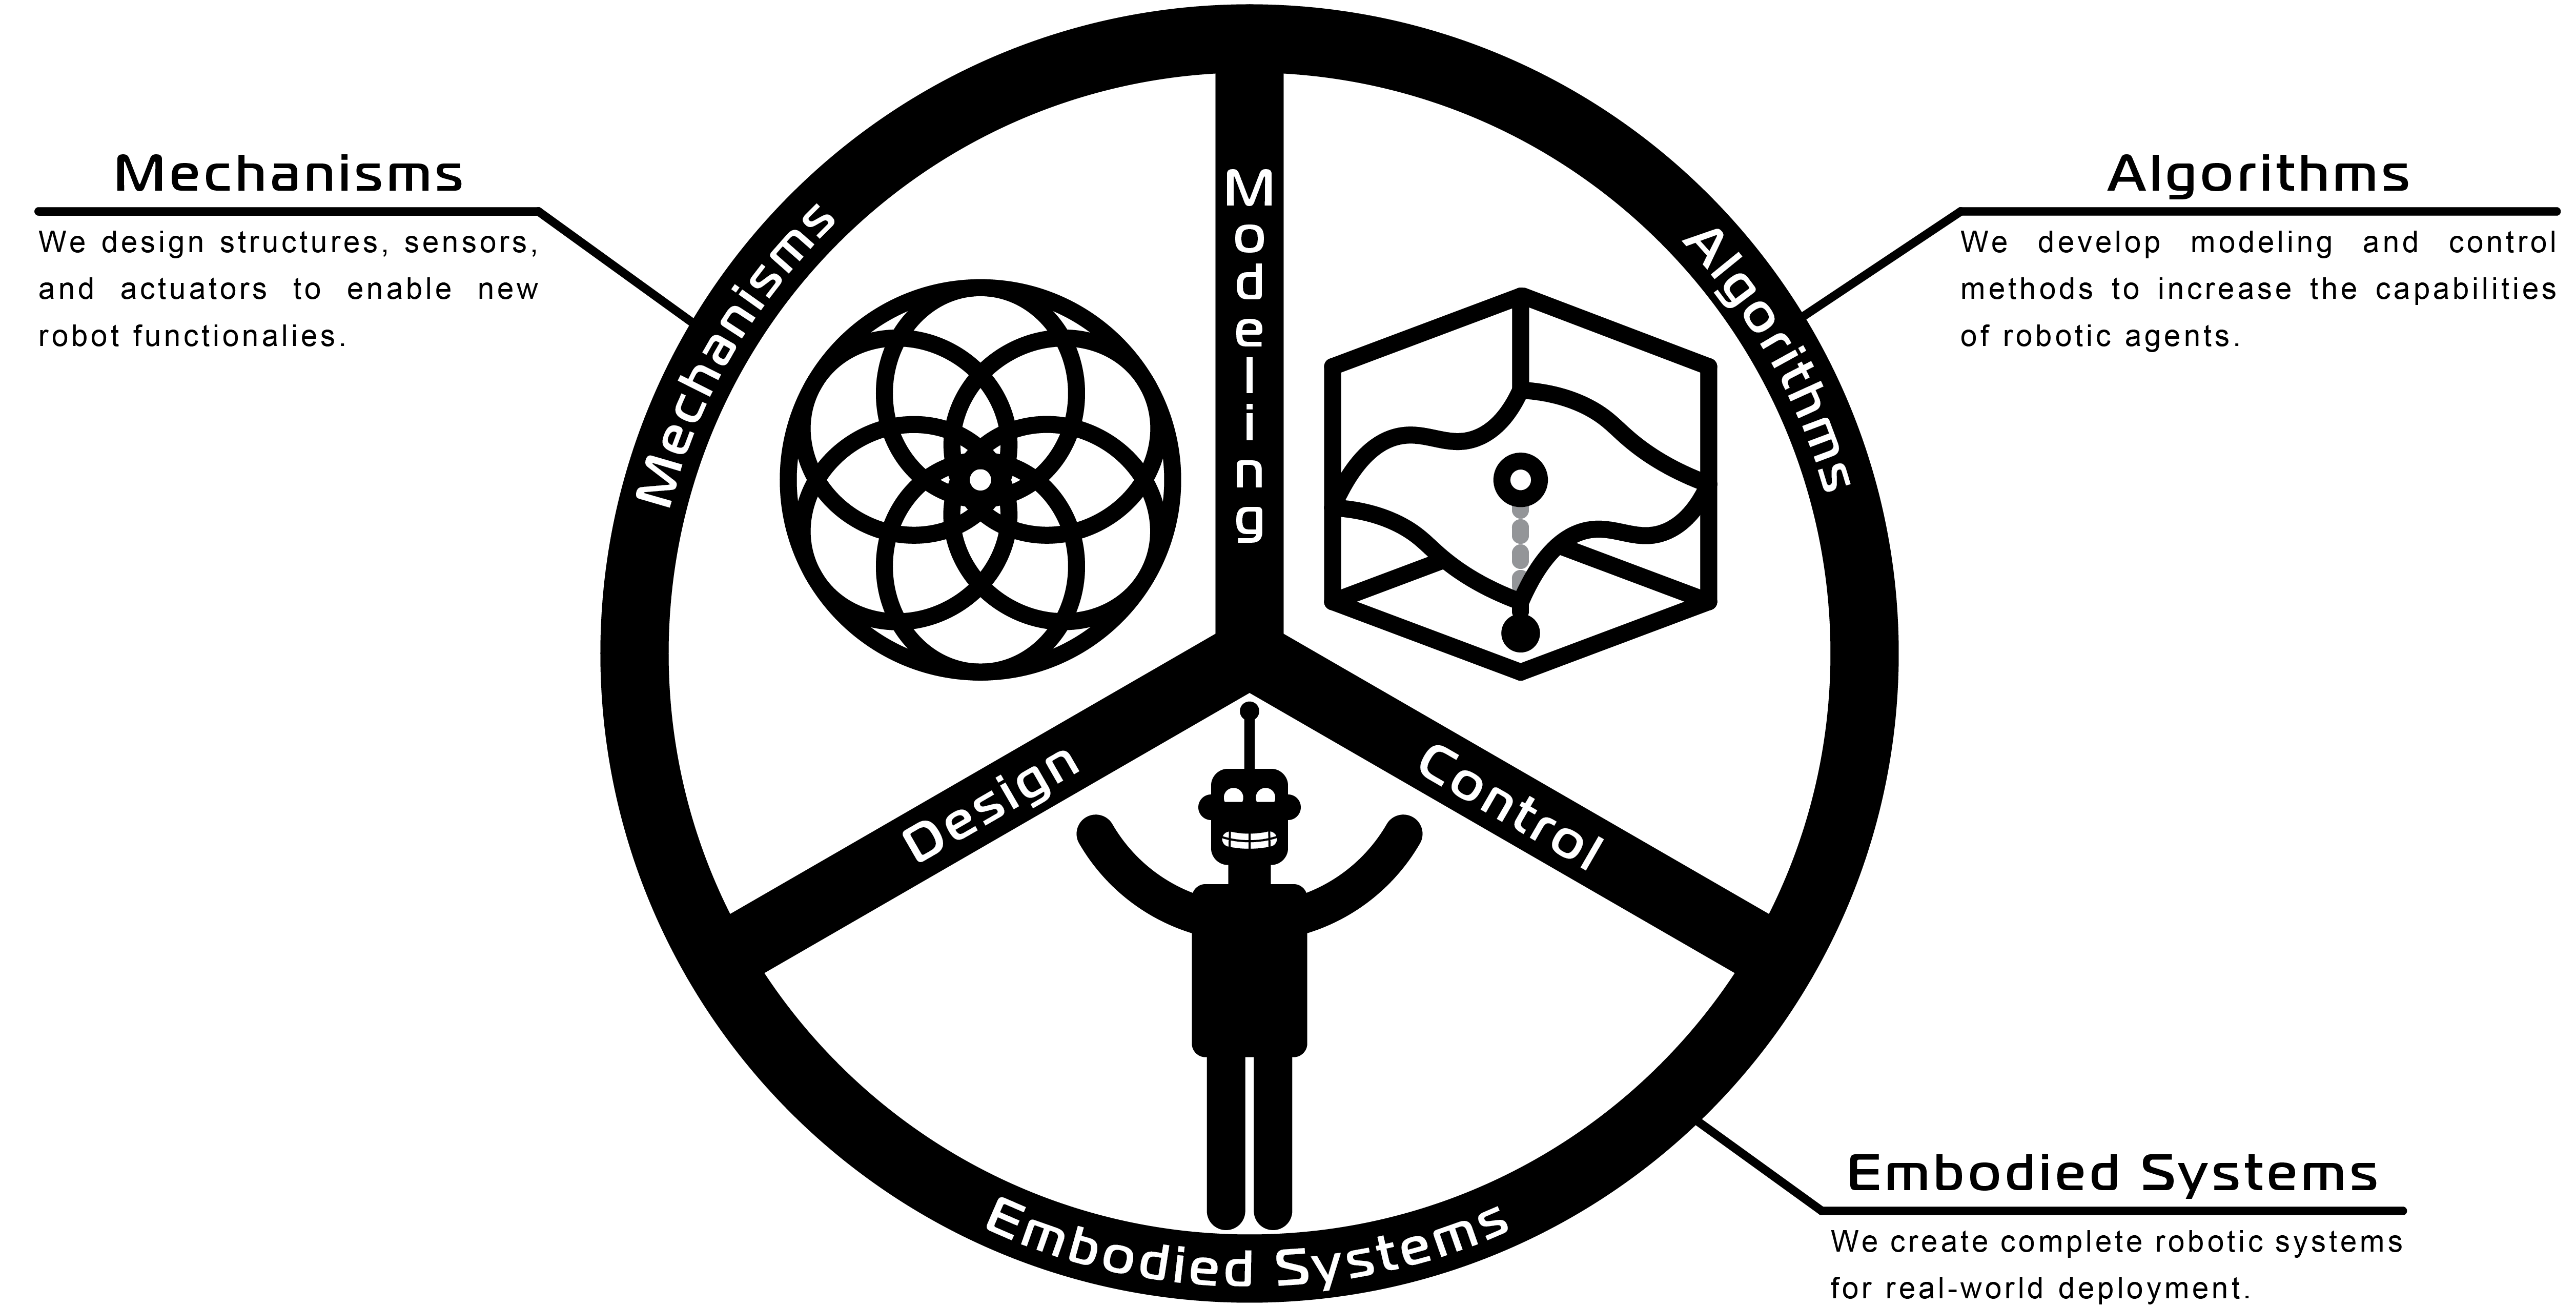 Mechanisms
We design structures, sensors,
and actuators to enable new
robot functionalies.
Algorithms
We develop modeling and control
methods to increase the capabilities
of robotic agents.
Mechanisms
Modeling
Algorithms
Design
Control
Embodied Systems
Embodied Systems
We create complete robotic systems
for real-world deployment.